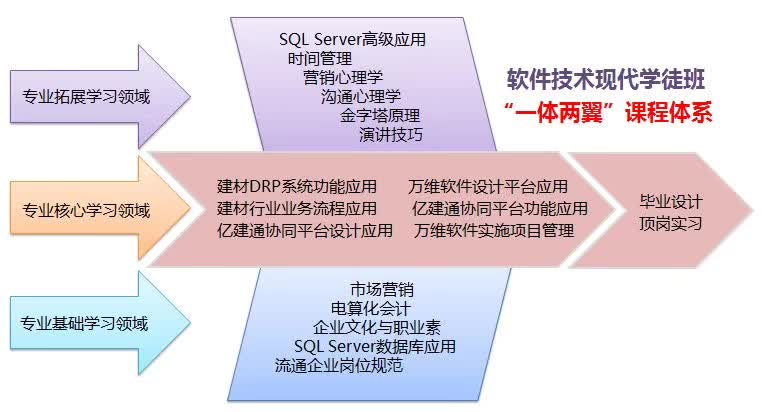 软件技术现代学徒班
“一体两翼”课程体系
专业拓展学习领域
SQL Server高级应用
时间管理
营销心理学
沟通心理学
金字塔原理
演讲技巧
专业核心学习领域
建材DRP系统功能应用 万维软件设计平台应用
建材行业业务流程应用 亿建通协同平台功能应用
亿建通协同平台设计应用 万维软件实施项目管理
毕业设计
顶岗实习
专业基础学习领域
市场营销
电算化会计
企业文化与职业素
SQL Server数据库应用
流通企业岗位规范